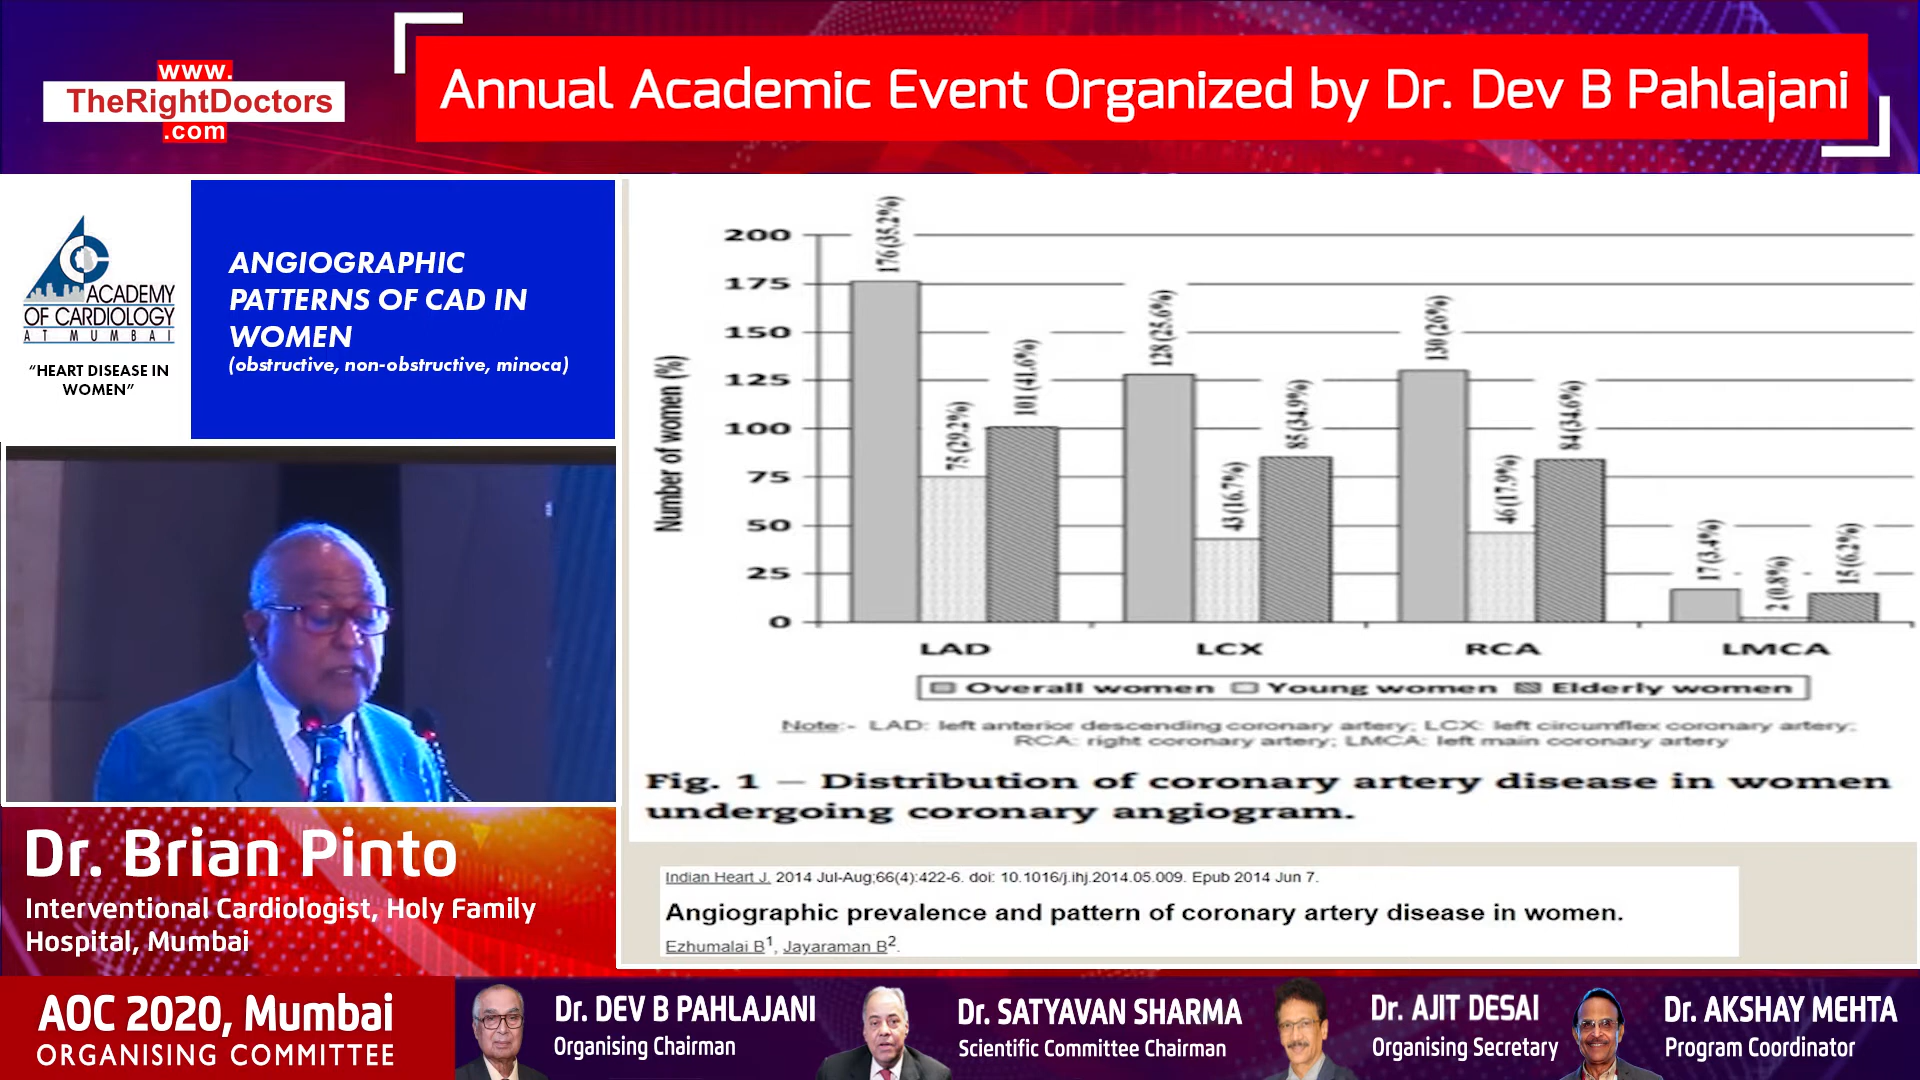 www.
TheRightDoctors
.com
Annual Academic Event Organized by Dr. Dev B Pahlajani
ACADEMY
OF CARDIOLOGY
AT MUMBAI
“HEART DISEASE IN
WOMEN”
ANGIOGRAPHIC
PATTERNS OF CAD IN
WOMEN
(obstructive, non-obstructive, minoca)
Number of women (%)
200
175
150
125
100
75
50
25
0
176(35.2%)
75(29.2%)
101(41.6%)
128(25.6%)
43(16.7%)
85(34.9%)
130(26%)
46(17.9%)
84(34.6%)
17(3.4%)
2(0.8%)
15(6.2%)
LAD LCX RCA LMCA
Overall women Young women Elderly women
Note:- LAD: left anterior descending coronary artery; LCX: left circumflex coronary artery;
RCA: right coronary artery; LMCA: left main coronary artery
Fig. 1 — Distribution of coronary artery disease in women
undergoing coronary angiogram.
Indian Heart J. 2014 Jul-Aug;66(4):422-6. doi: 10.1016/j.ihj.2014.05.009. Epub 2014 Jun 7.
Angiographic prevalence and pattern of coronary artery disease in women.
Ezhumalai B1, Jayaraman B2.
Dr. Brian Pinto
Interventional Cardiologist, Holy Family
Hospital, Mumbai
AOC 2020, Mumbai
ORGANISING COMMITTEE
Dr. DEV B PAHLAJANI
Organising Chairman
Dr. SATYAVAN SHARMA
Scientific Committee Chairman
Dr. AJIT DESAI
Organising Secretary
Dr. AKSHAY MEHTA
Program Coordinator